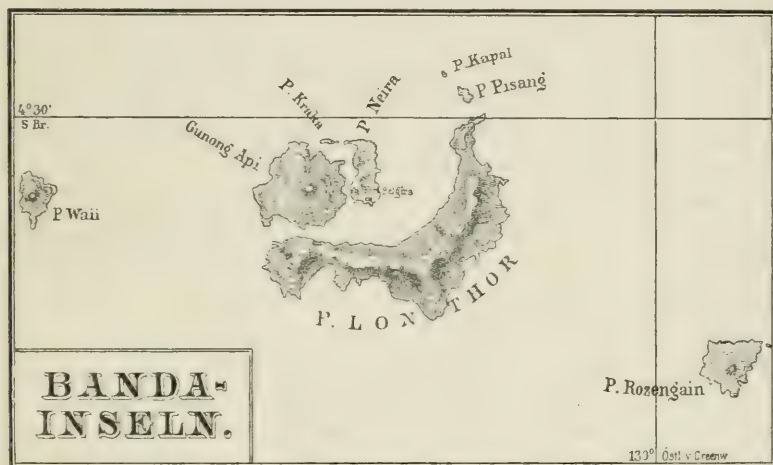 P. Kapal
P Pisang
P. Kraka
P. Neira
4°30'
S Br.
Gunong Api
P. Waii
P. LONTHOR
P. Rozengain
BANDA-
INSELN.
130° Östl v Greenw